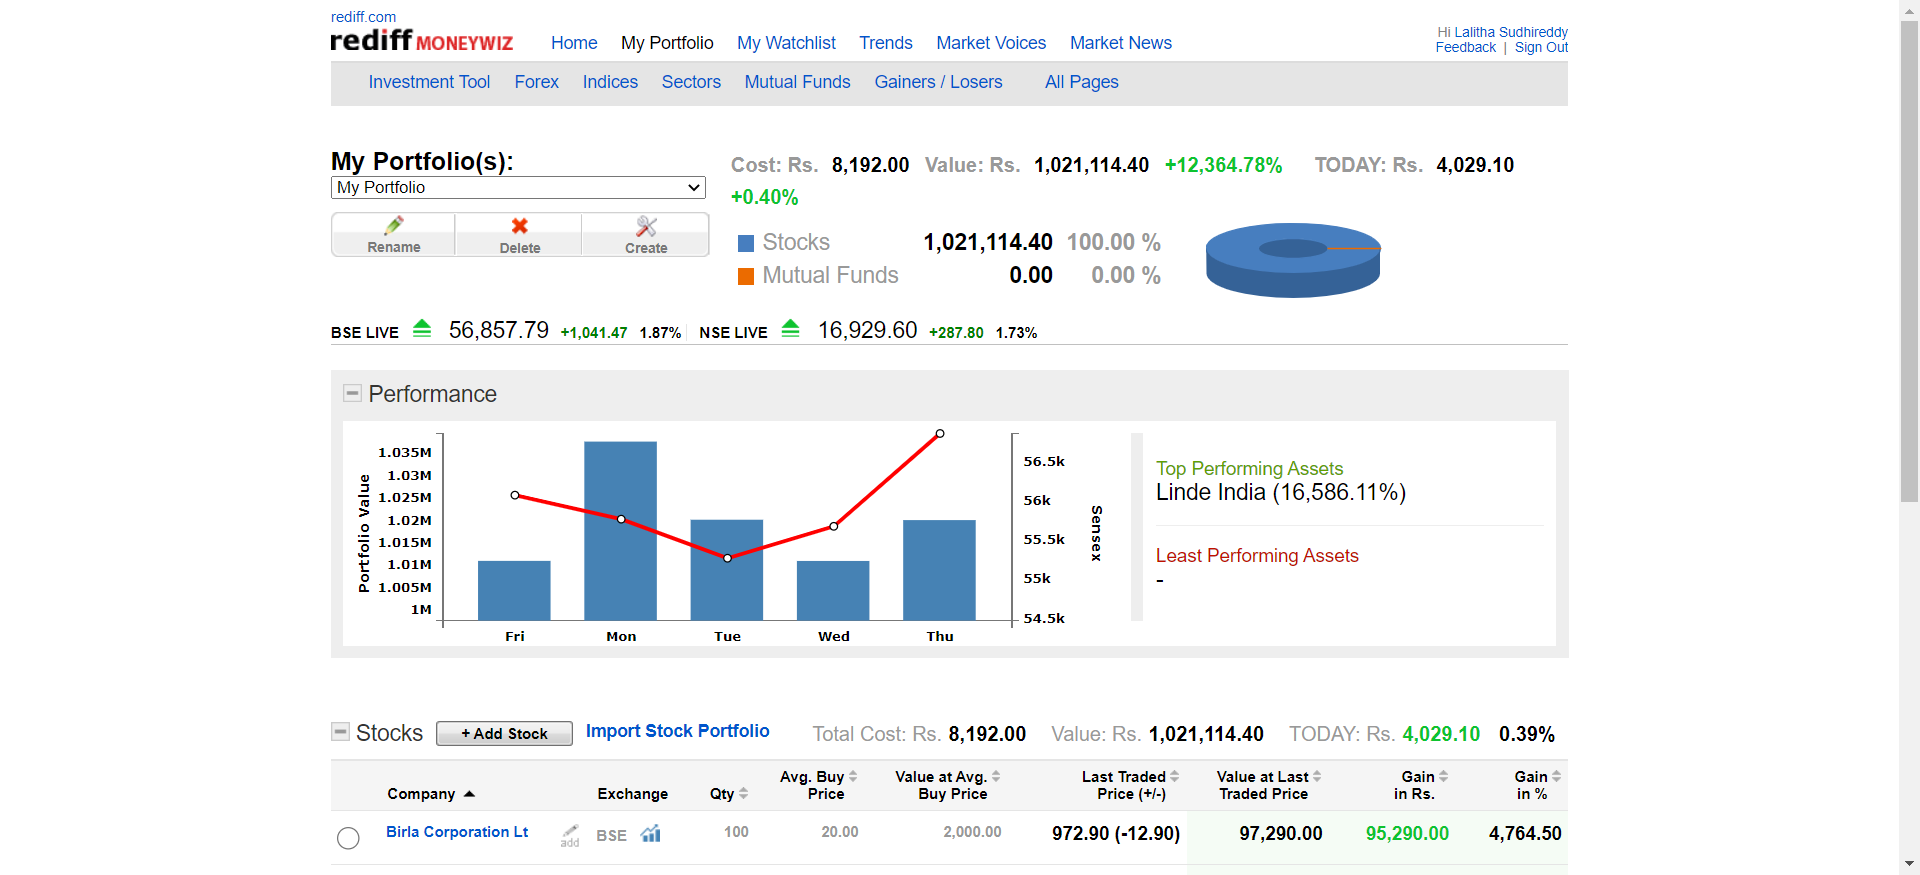 rediff.com
rediff MONEYWIZ
Home My Portfolio My Watchlist Trends Market Voices Market News
Hi Lalitha Sudhireddy
Feedback | Sign Out
Investment Tool Forex Indices Sectors Mutual Funds Gainers / Losers All Pages
My Portfolio(s):
My Portfolio
Rename Delete Create
Cost: Rs. 8,192.00 Value: Rs. 1,021,114.40 +12,364.78% TODAY: Rs. 4,029.10
+0.40%
Stocks 1,021,114.40 100.00 %
Mutual Funds 0.00 0.00 %
BSE LIVE 56,857.79 +1,041.47 1.87% NSE LIVE 16,929.60 +287.80 1.73%
Performance
Portfolio Value
1.035M
1.03M
1.025M
1.02M
1.015M
1.01M
1.005M
1M
Fri Mon Tue Wed Thu
56.5k
56k
55.5k
55k
54.5k
Sensex
Top Performing Assets
Linde India (16,586.11%)
Least Performing Assets
-
Stocks + Add Stock Import Stock Portfolio Total Cost: Rs. 8,192.00 Value: Rs. 1,021,114.40 TODAY: Rs. 4,029.10 0.39%
Company Exchange Qty Avg. Buy Price Value at Avg. Buy Price Last Traded Price (+/-) Value at Last Traded Price Gain in Rs. Gain in %
Birla Corporation Lt add BSE 100 20.00 2,000.00 972.90 (-12.90) 97,290.00 95,290.00 4,764.50